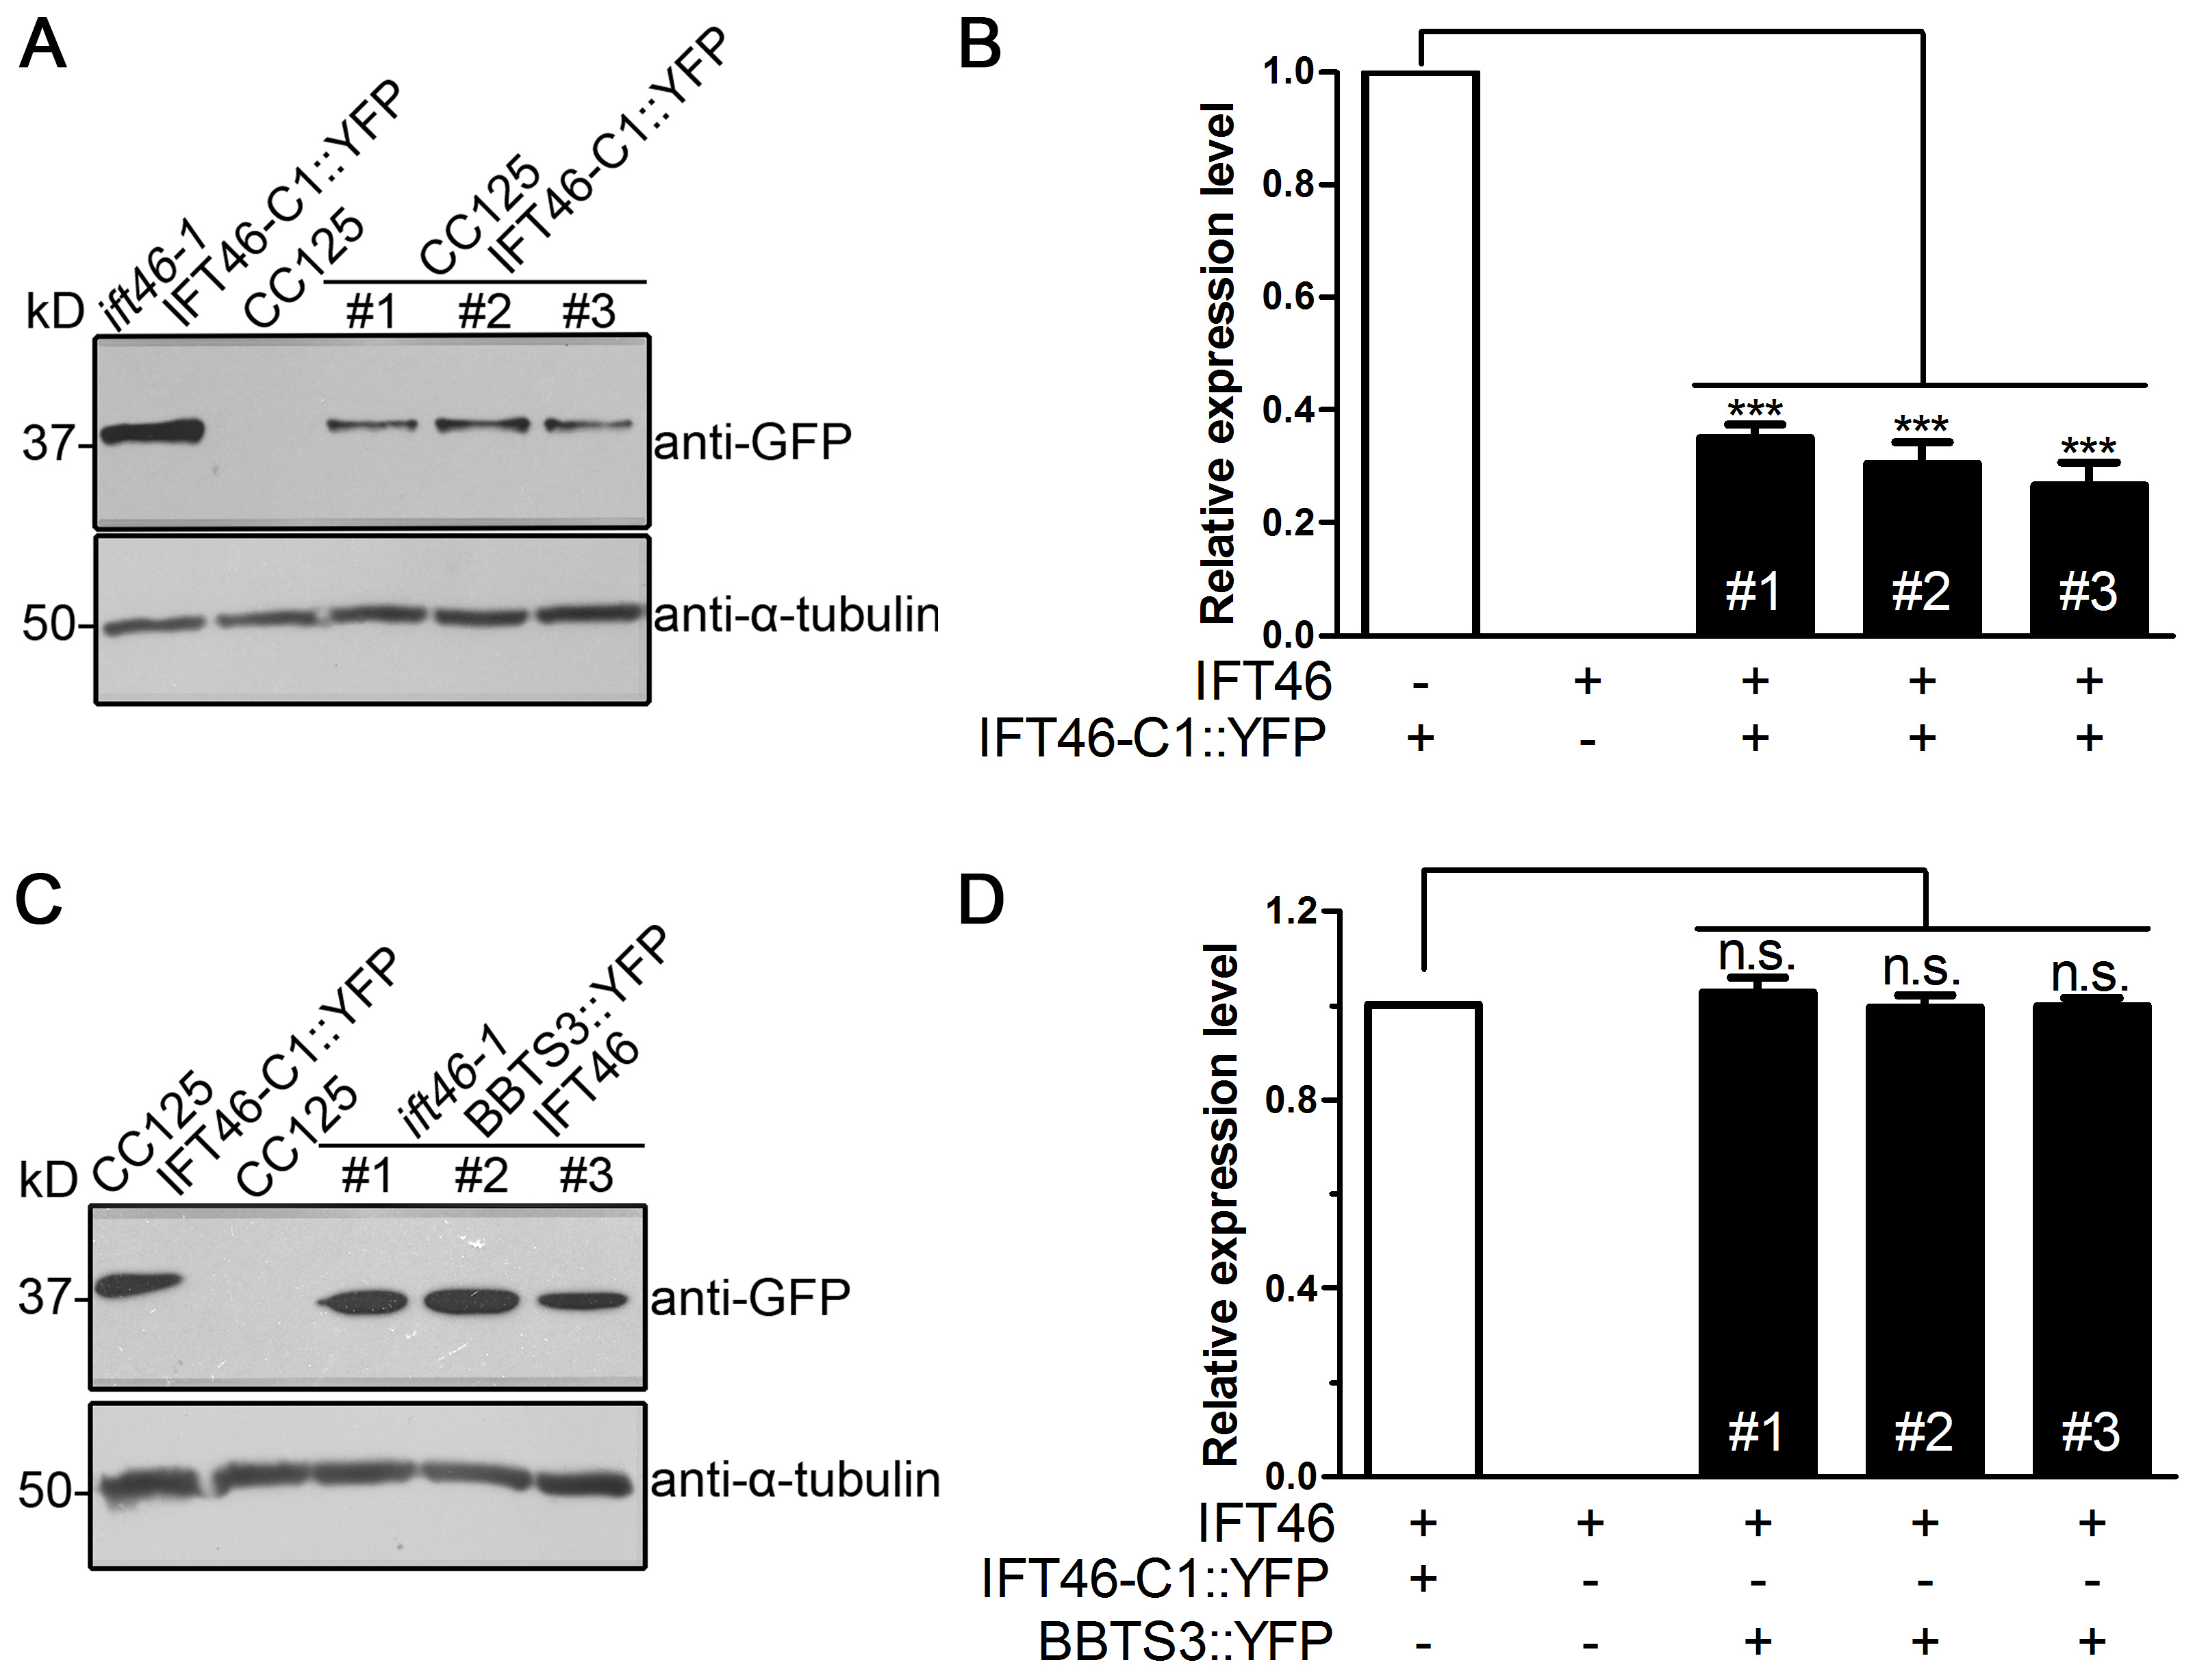 A
ift46-1
IFT46-C1::YFP
CC125
CC125
IFT46-C1::YFP
kD
#1 #2 #3
37-
anti-GFP
50-
anti-α-tubulin
B
Relative expression level
1.0
0.8
0.6
0.4
0.2
0.0
*** *** ***
#1 #2 #3
IFT46 - + + + +
IFT46-C1::YFP + - + + +
C
CC125
IFT46-C1::YFP
CC125
ift46-1
BBTS3::YFP
IFT46
kD
#1 #2 #3
37-
anti-GFP
50-
anti-α-tubulin
D
Relative expression level
1.2
0.8
0.4
0.0
n.s. n.s. n.s.
#1 #2 #3
IFT46 + + + + +
IFT46-C1::YFP + - - - -
BBTS3::YFP - - + + +